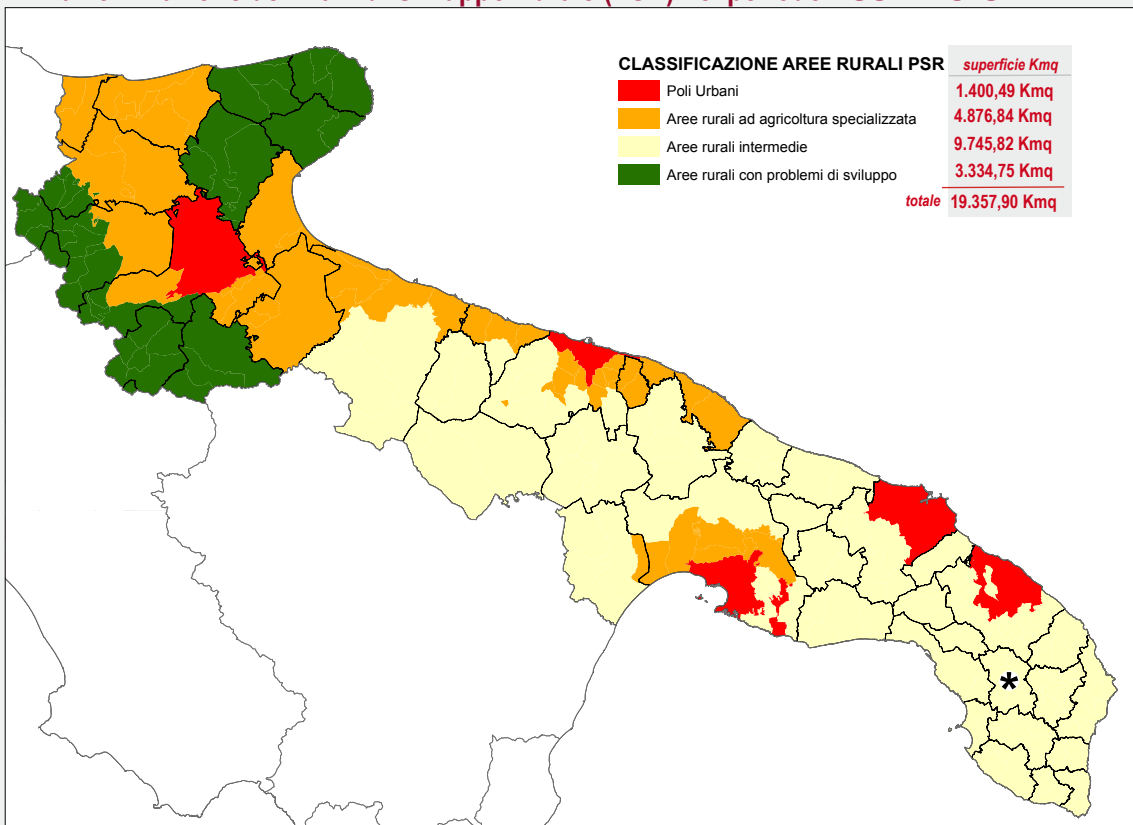 CLASSIFICAZIONE AREE RURALI PSR superficie Kmq
Poli Urbani 1.400,49 Kmq
Aree rurali ad agricoltura specializzata 4.876,84 Kmq
Aree rurali intermedie 9.745,82 Kmq
Aree rurali con problemi di sviluppo 3.334,75 Kmq
totale 19.357,90 Kmq
*